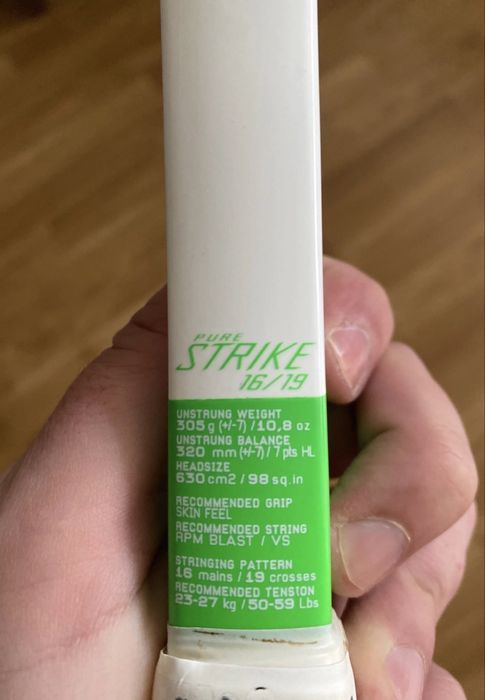 PURE
STRIKE
16/19
UNSTRUNG WEIGHT
305 g (+/-7) / 10,8 oz
UNSTRUNG BALANCE
320 mm (+/-7) / 7 pts HL
HEADSIZE
630 cm2 / 98 sq.in
RECOMMENDED GRIP
SKIN FEEL
RECOMMENDED STRING
RPM BLAST / VS
STRINGING PATTERN
16 mains / 19 crosses
RECOMMENDED TENSION
23-27 kg / 50-59 Lbs